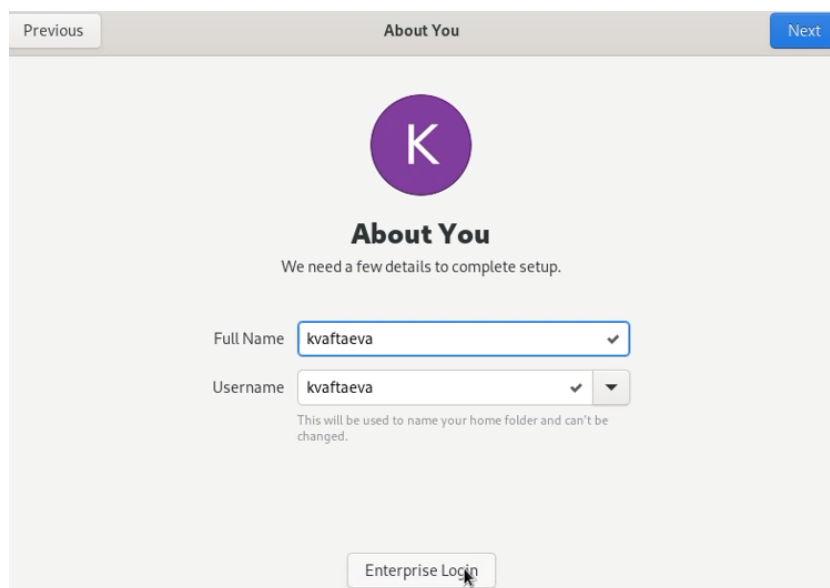 Previous
About You
Next
K
About You
We need a few details to complete setup.
Full Name kvaftaeva
Username kvaftaeva
This will be used to name your home folder and can't be
changed.
Enterprise Login